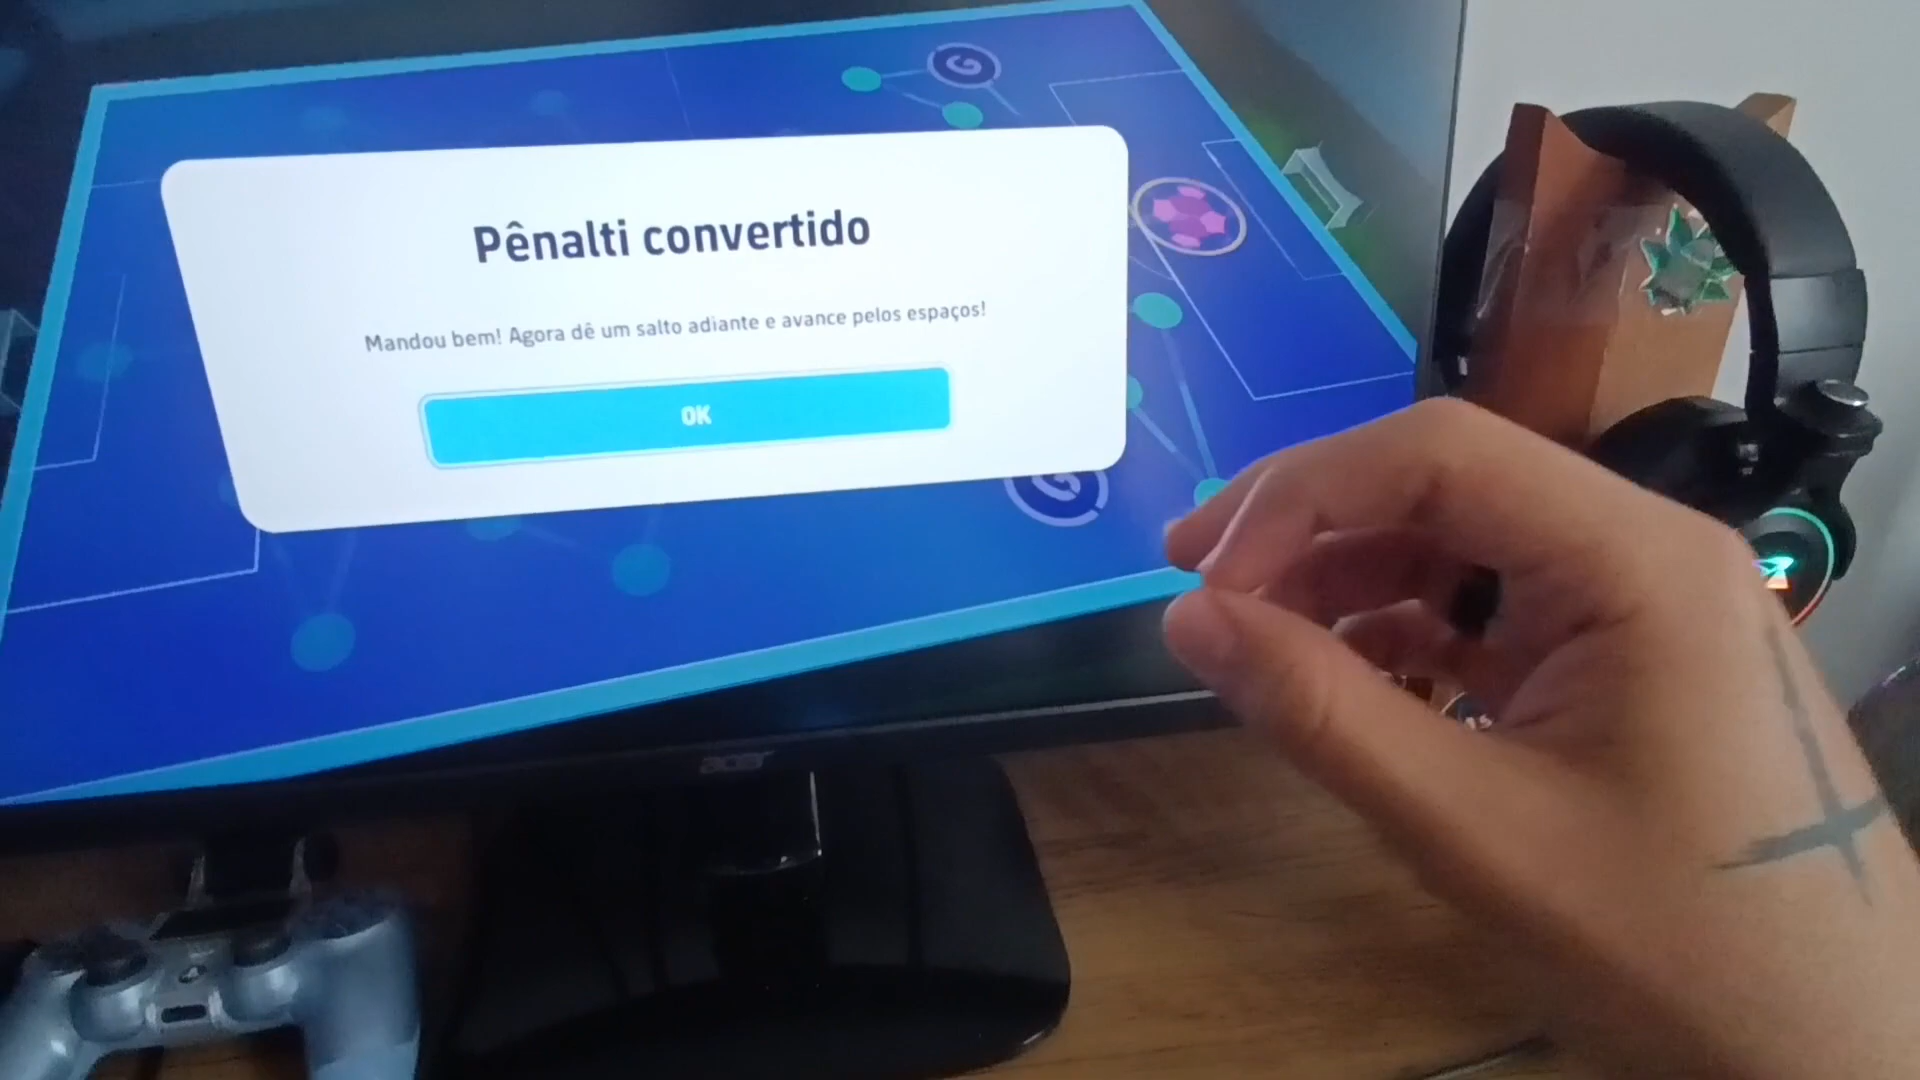 Pênalti convertido
Mandou bem! Agora dê um salto adiante e avance pelos espaços!
OK
acer